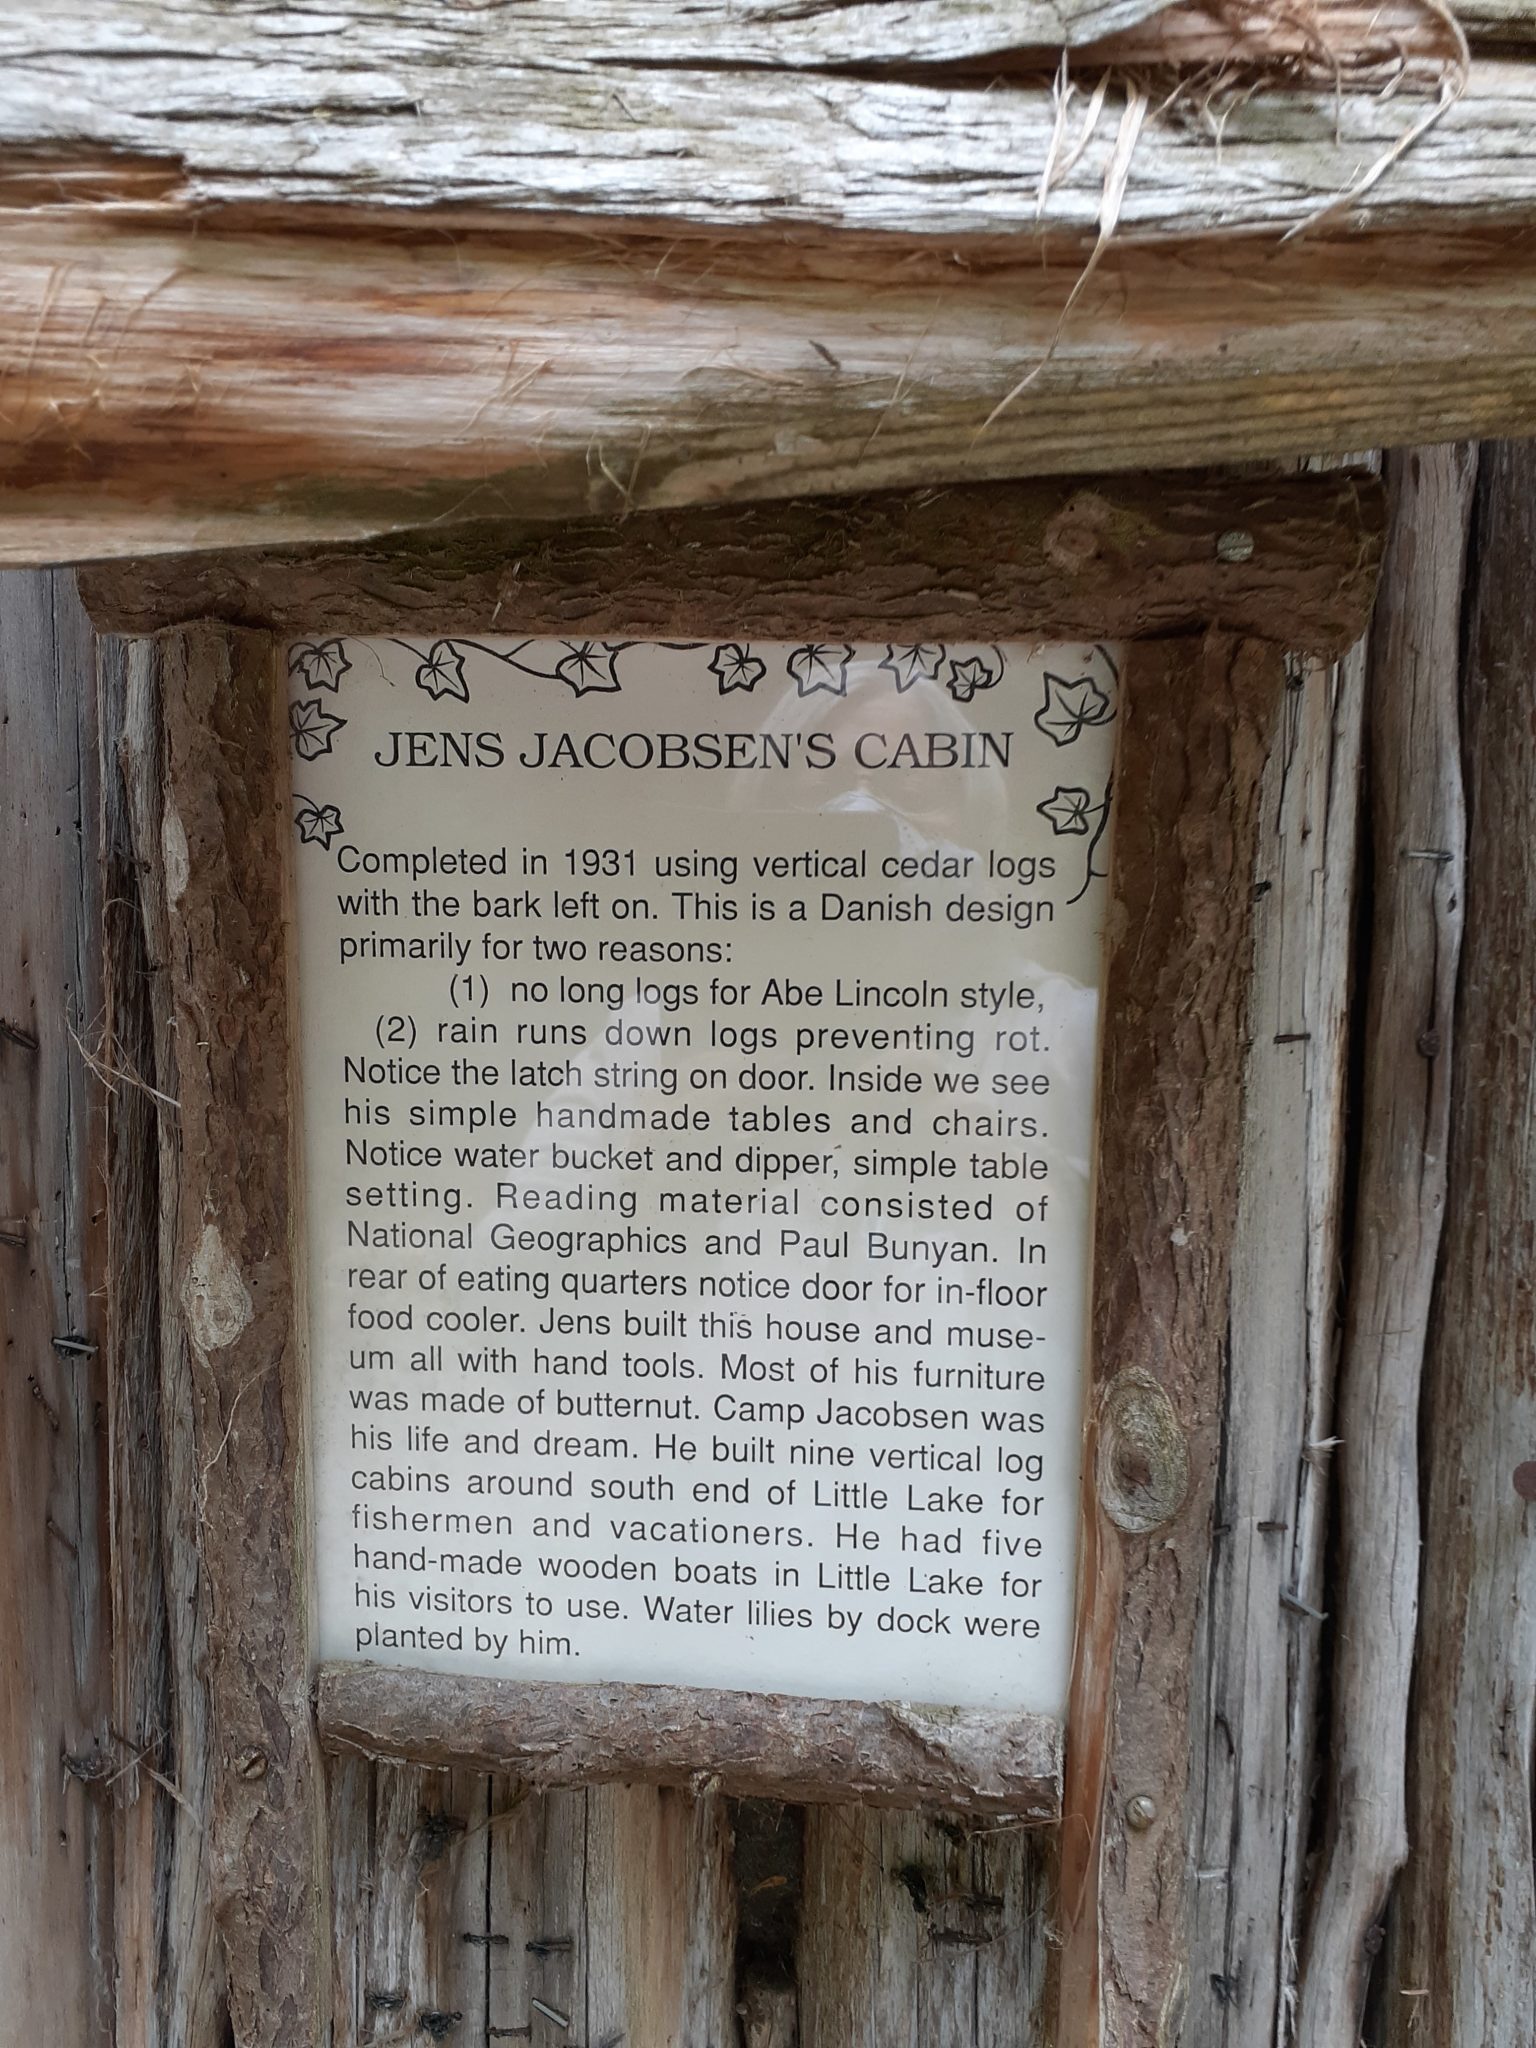 JENS JACOBSEN'S CABIN
Completed in 1931 using vertical cedar logs
with the bark left on. This is a Danish design
primarily for two reasons:
(1) no long logs for Abe Lincoln style,
(2) rain runs down logs preventing rot.
Notice the latch string on door. Inside we see
his simple handmade tables and chairs.
Notice water bucket and dipper, simple table
setting. Reading material consisted of
National Geographics and Paul Bunyan. In
rear of eating quarters notice door for in-floor
food cooler. Jens built this house and muse-
um all with hand tools. Most of his furniture
was made of butternut. Camp Jacobsen was
his life and dream. He built nine vertical log
cabins around south end of Little Lake for
fishermen and vacationers. He had five
hand-made wooden boats in Little Lake for
his visitors to use. Water lilies by dock were
planted by him.